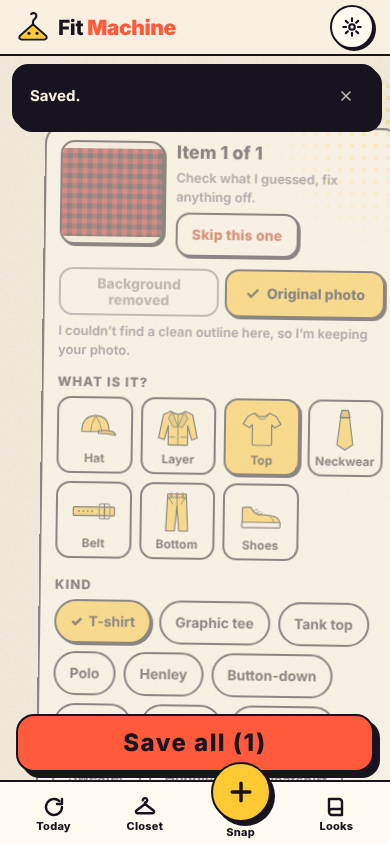 Fit Machine
Saved.
Item 1 of 1
Check what I guessed, fix
anything off.
Skip this one
Background
removed
Original photo
I couldn’t find a clean outline here, so I’m keeping
your photo.
WHAT IS IT?
Hat
Layer
Top
Neckwear
Belt
Bottom
Shoes
KIND
T-shirt
Graphic tee
Tank top
Polo
Henley
Button-down
Save all (1)
Today
Closet
Snap
Looks